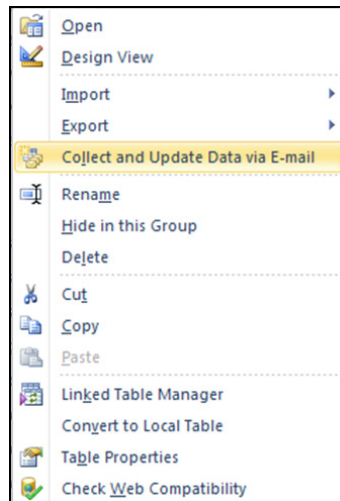 Open
Design View
Import
Export
Collect and Update Data via E-mail
Rename
Hide in this Group
Delete
Cut
Copy
Paste
Linked Table Manager
Convert to Local Table
Table Properties
Check Web Compatibility